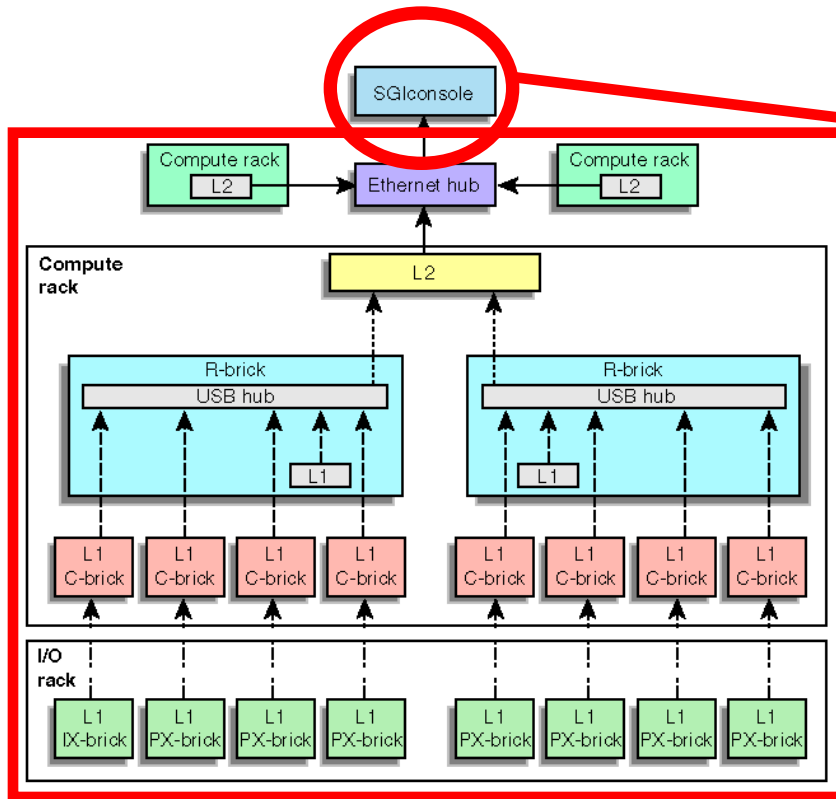 SGIconsole
Compute rack
L2
Ethernet hub
Compute rack
L2
Compute
rack
L2
R-brick
USB hub
L1
R-brick
USB hub
L1
L1
C-brick
L1
C-brick
L1
C-brick
L1
C-brick
L1
C-brick
L1
C-brick
L1
C-brick
L1
C-brick
I/O
rack
L1
IX-brick
L1
PX-brick
L1
PX-brick
L1
PX-brick
L1
PX-brick
L1
PX-brick
L1
PX-brick
L1
PX-brick